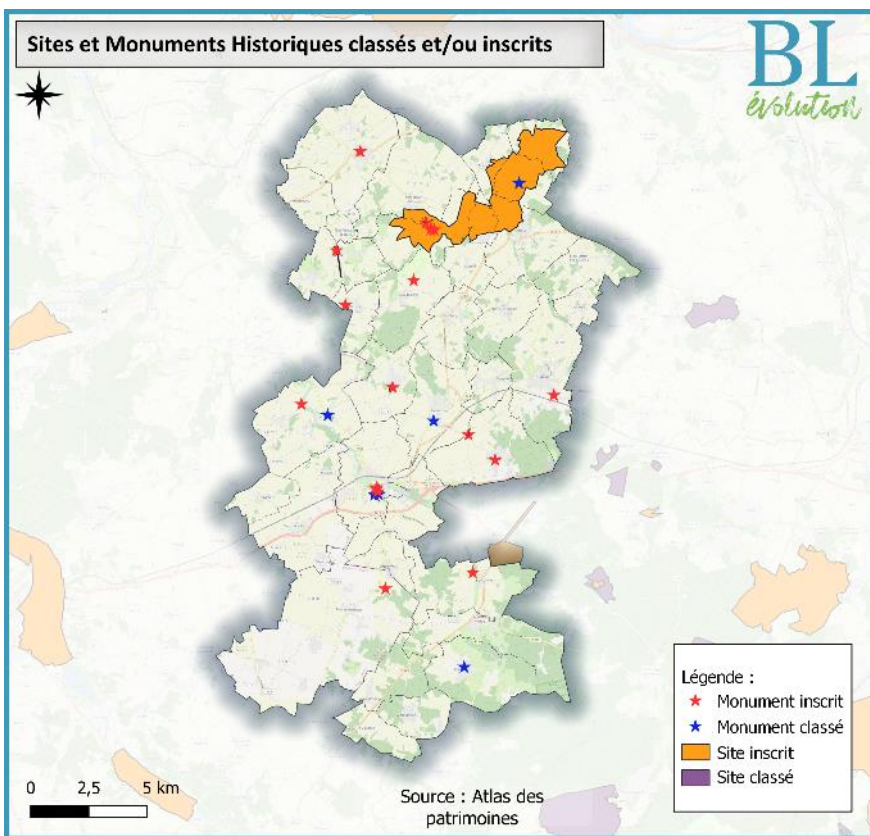 Sites et Monuments Historiques classés et/ou inscrits
BL
évolution
Légende :
Monument inscrit
Monument classé
Site inscrit
Site classé
0 2,5 5 km
Source : Atlas des
patrimoines